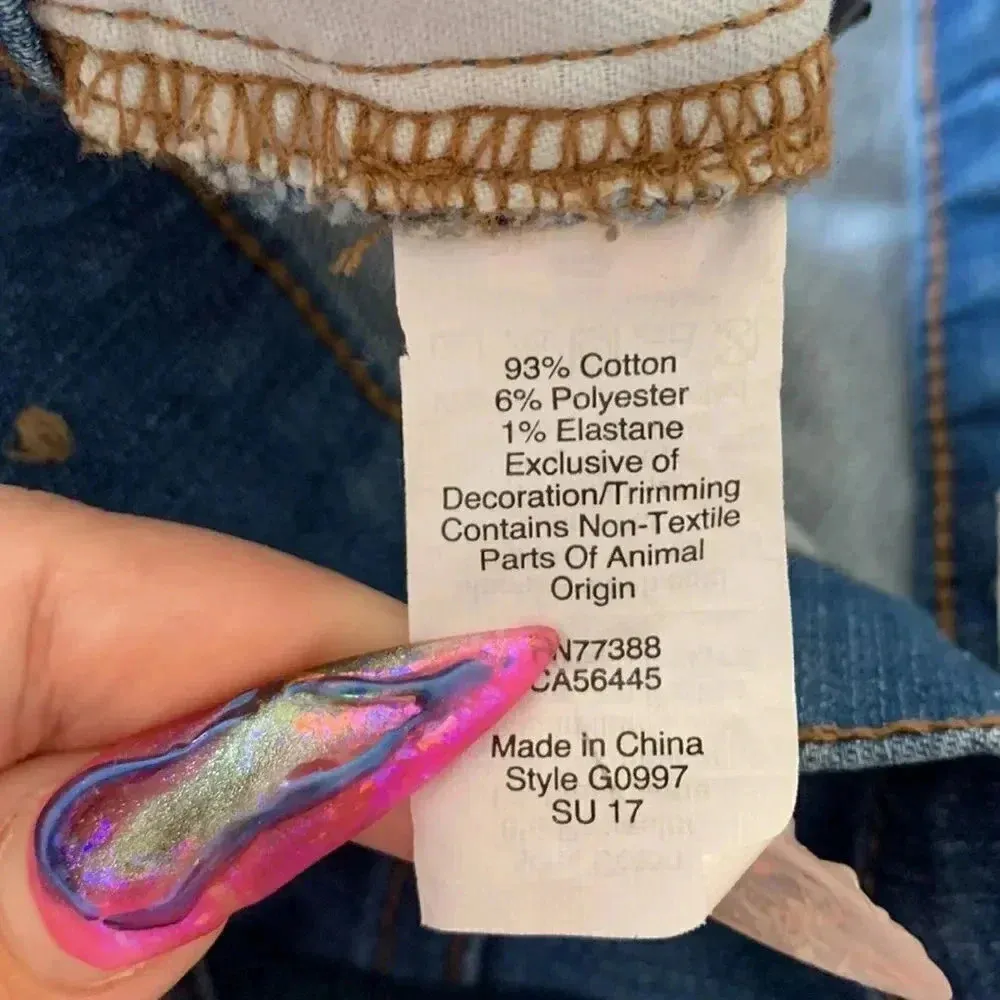 93% Cotton
6% Polyester
1% Elastane
Exclusive of
Decoration/Trimming
Contains Non-Textile
Parts Of Animal
Origin
N77388
CA56445
Made in China
Style G0997
SU 17